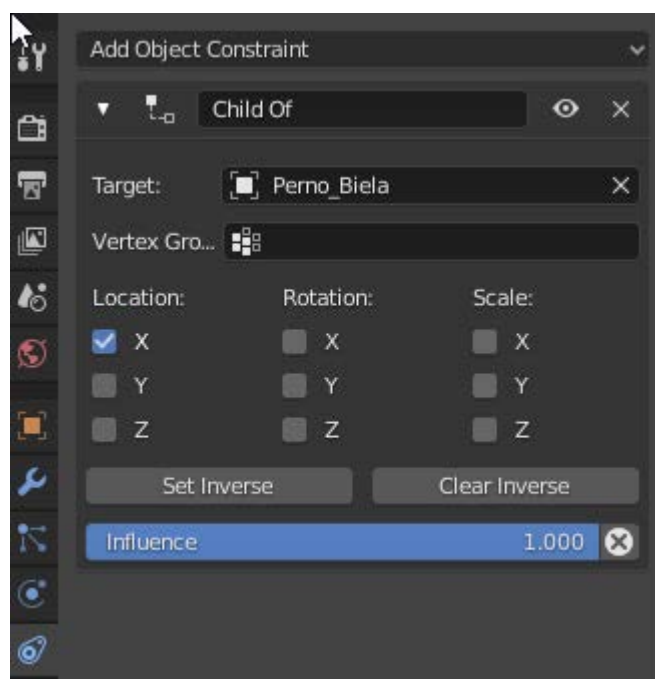 Add Object Constraint
Child Of
Target: Perno_Biela
Vertex Gro...
Location: Rotation: Scale:
X X X
Y Y Y
Z Z Z
Set Inverse Clear Inverse
Influence 1.000